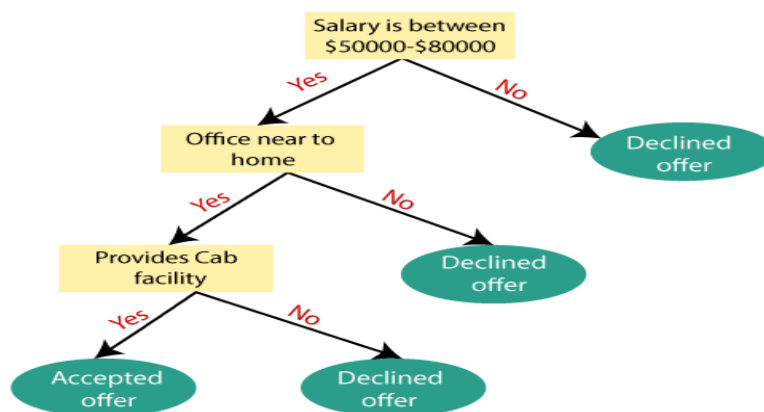 Salary is between
$50000-$80000
Yes
No
Office near to
home
Declined
offer
Yes
No
Provides Cab
facility
Declined
offer
Yes
No
Accepted
offer
Declined
offer